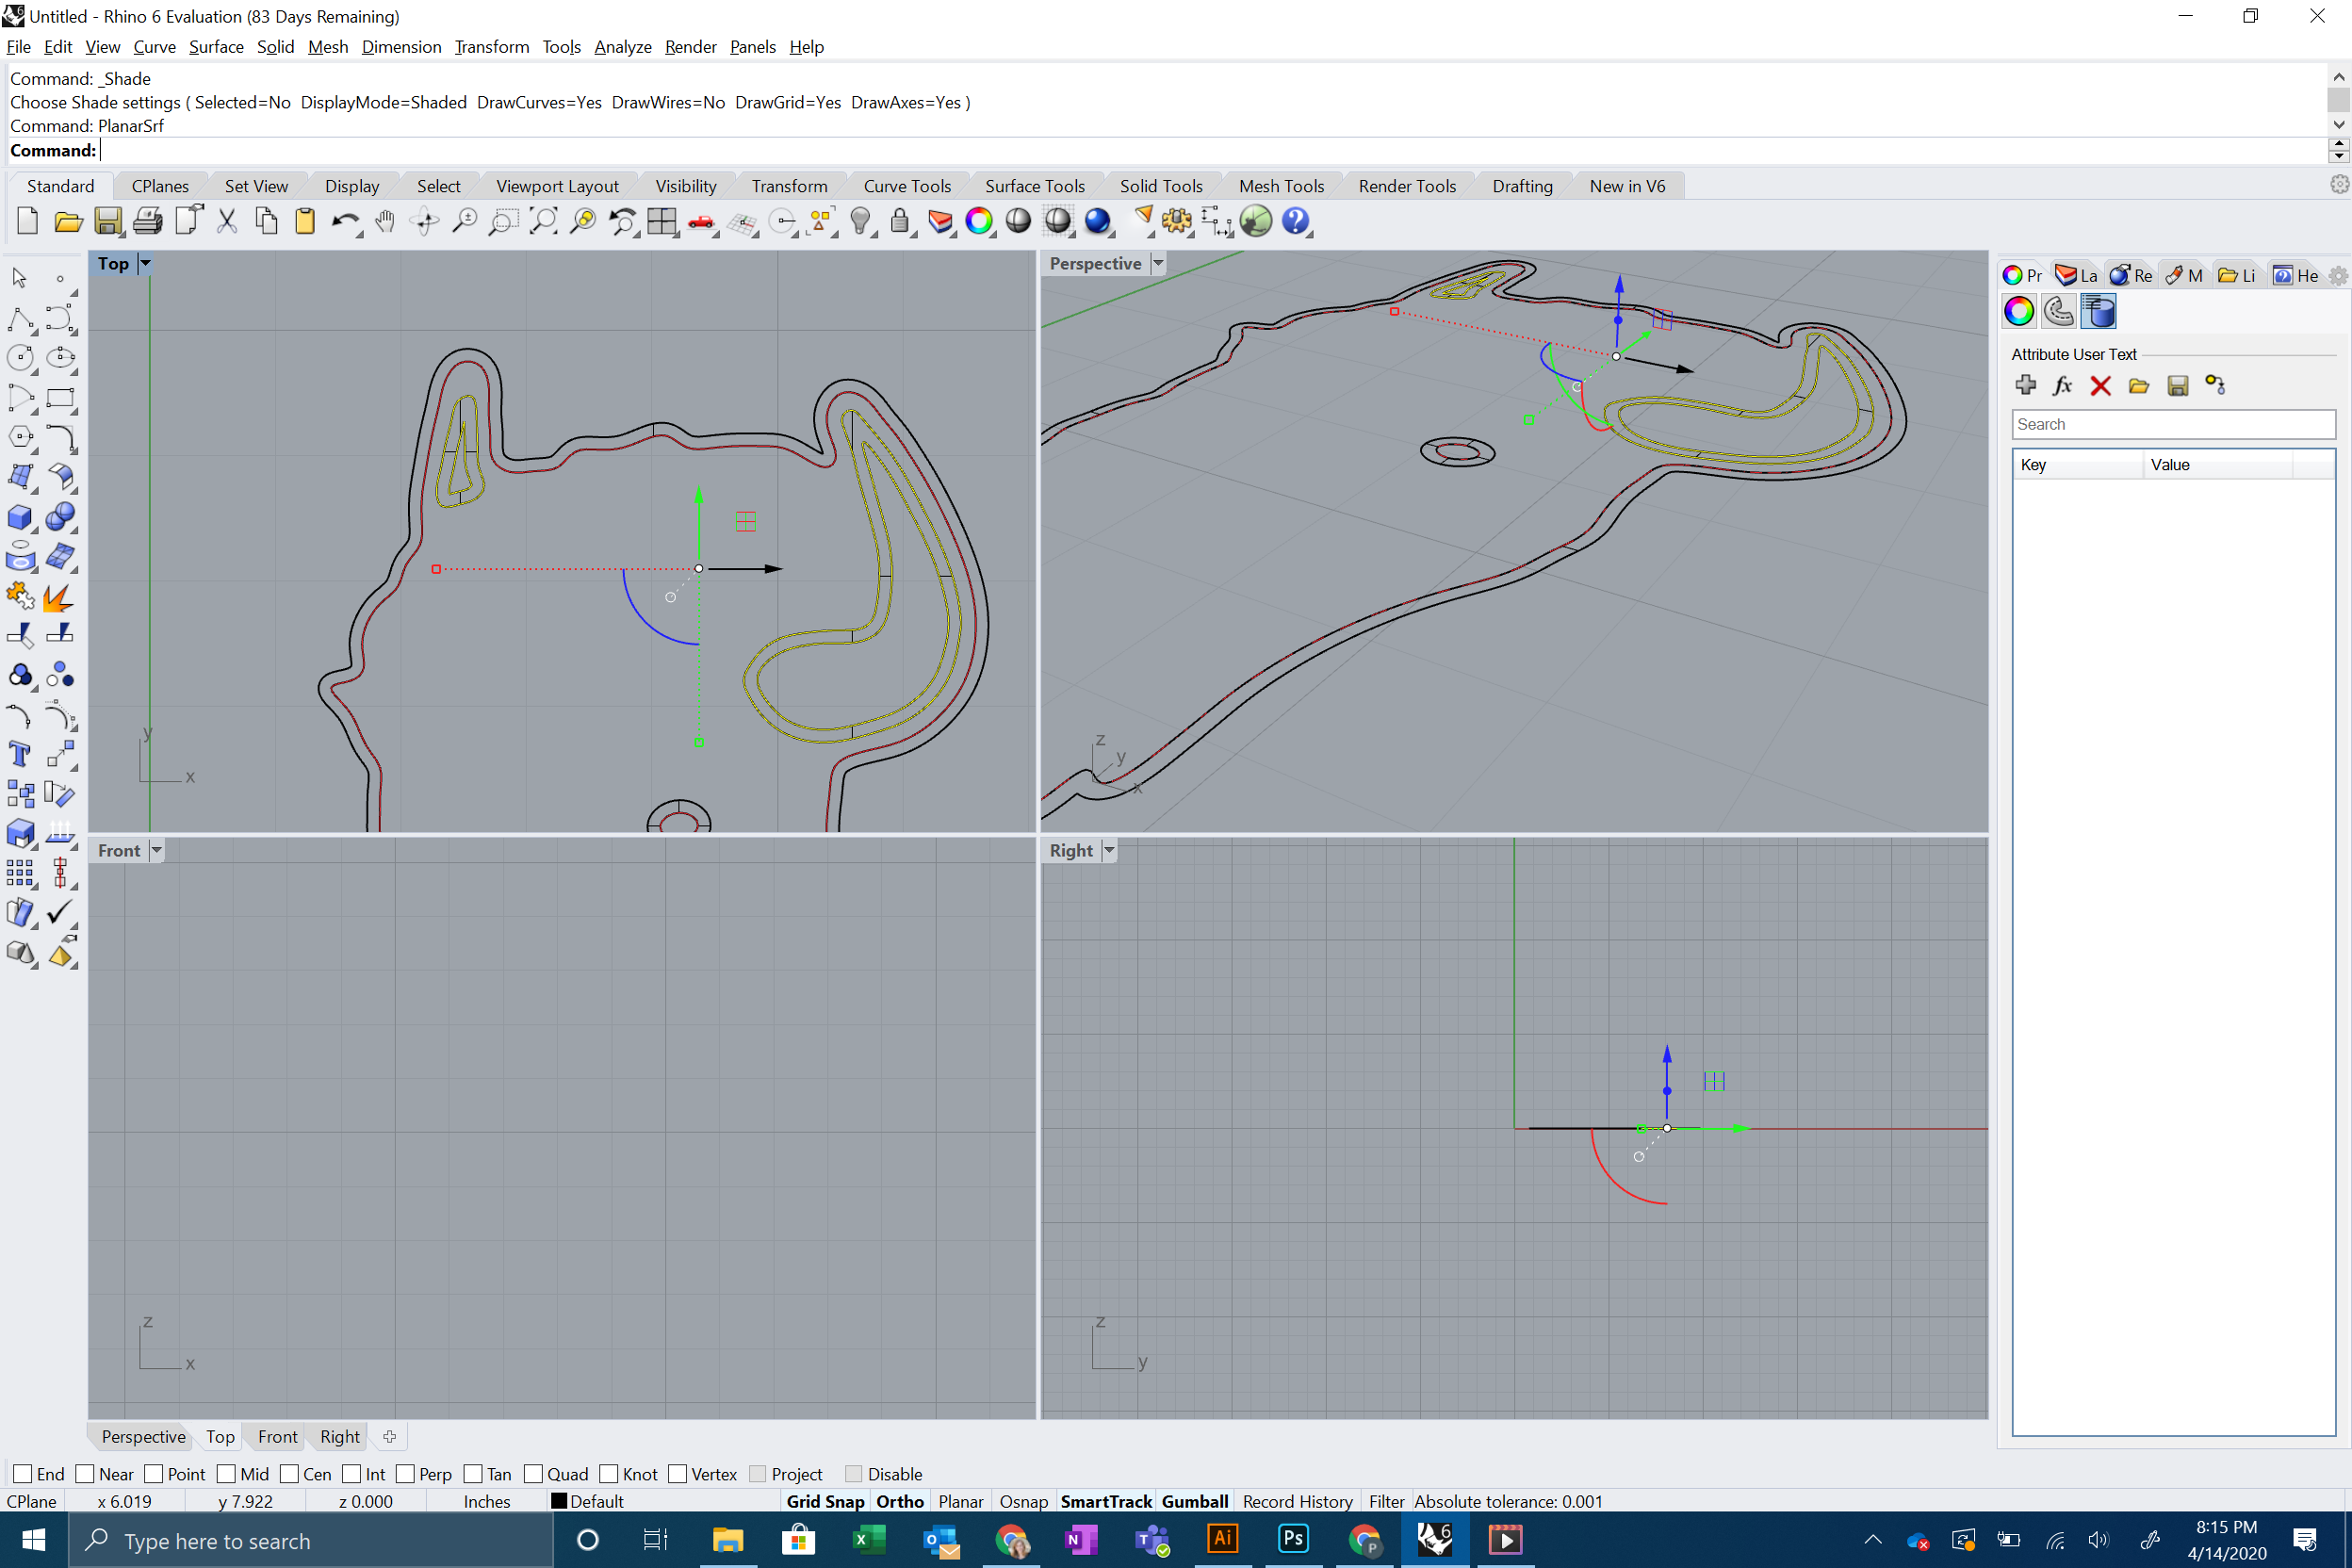 Untitled - Rhino 6 Evaluation (83 Days Remaining)
File Edit View Curve Surface Solid Mesh Dimension Transform Tools Analyze Render Panels Help
Command: _Shade
Choose Shade settings ( Selected=No DisplayMode=Shaded DrawCurves=Yes DrawWires=No DrawGrid=Yes DrawAxes=Yes )
Command: PlanarSrf
Command:
Standard CPlanes Set View Display Select Viewport Layout Visibility Transform Curve Tools Surface Tools Solid Tools Mesh Tools Render Tools Drafting New in V6
Top
Perspective
Pr La Re M Li He
Attribute User Text
Search
Key Value
y
x
z
y
x
Front
Right
z
x
z
y
Perspective Top Front Right
End Near Point Mid Cen Int Perp Tan Quad Knot Vertex Project Disable
CPlane x 6.019 y 7.922 z 0.000 Inches Default Grid Snap Ortho Planar Osnap SmartTrack Gumball Record History Filter Absolute tolerance: 0.001
Type here to search
Ai
Ps
P
6
8:15 PM
4/14/2020